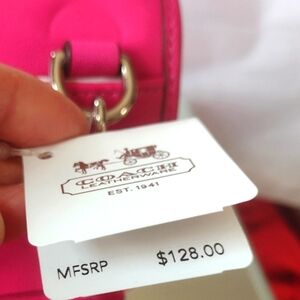 COACH
LEATHERWARE
EST. 1941
MFSRP $128.00